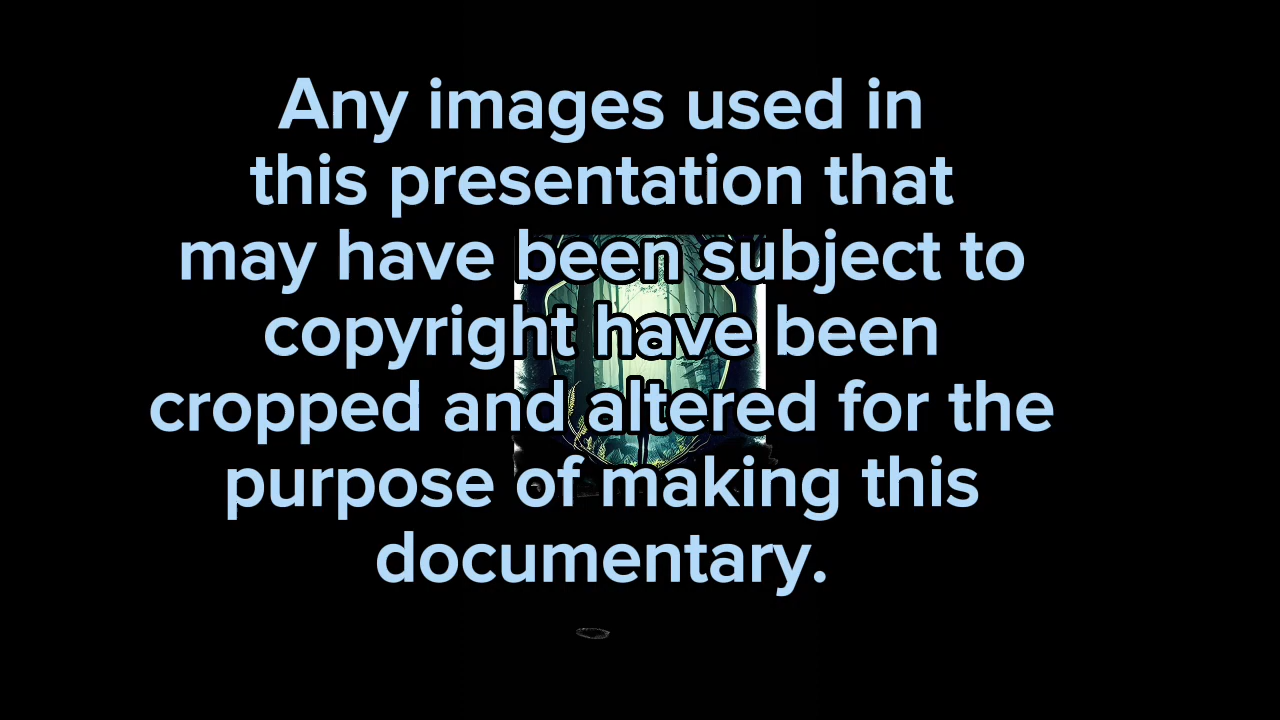 Any images used in
this presentation that
may have been subject to
copyright have been
cropped and altered for the
purpose of making this
documentary.